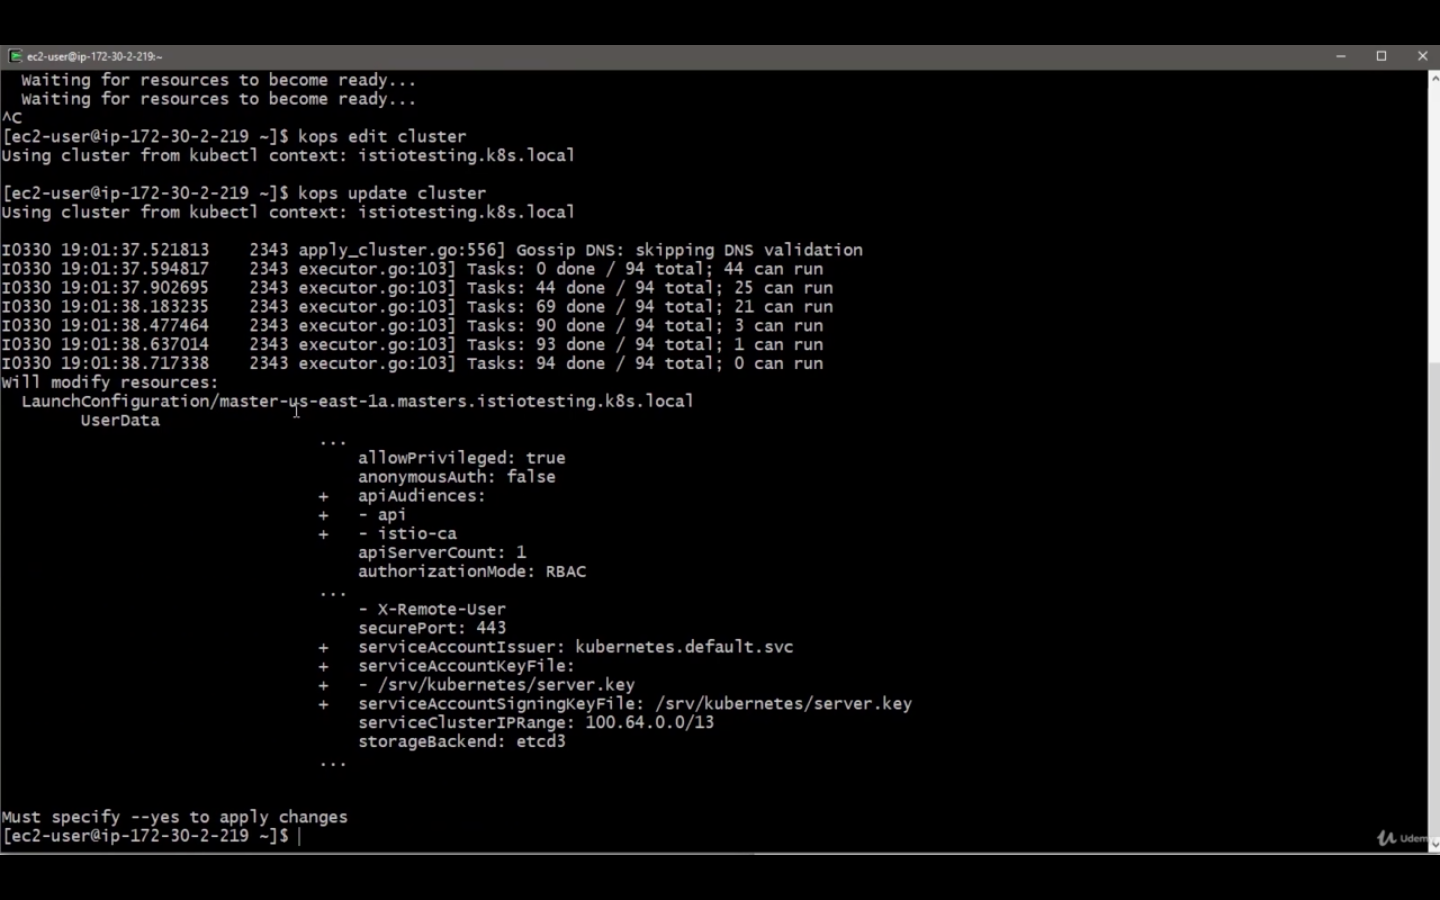 ec2-user@ip-172-30-2-219:~
Waiting for resources to become ready...
Waiting for resources to become ready...
^C
[ec2-user@ip-172-30-2-219 ~]$ kops edit cluster
Using cluster from kubectl context: istiotesting.k8s.local
[ec2-user@ip-172-30-2-219 ~]$ kops update cluster
Using cluster from kubectl context: istiotesting.k8s.local
I0330 19:01:37.521813    2343 apply_cluster.go:556] Gossip DNS: skipping DNS validation
I0330 19:01:37.594817    2343 executor.go:103] Tasks: 0 done / 94 total; 44 can run
I0330 19:01:37.902695    2343 executor.go:103] Tasks: 44 done / 94 total; 25 can run
I0330 19:01:38.183235    2343 executor.go:103] Tasks: 69 done / 94 total; 21 can run
I0330 19:01:38.477464    2343 executor.go:103] Tasks: 90 done / 94 total; 3 can run
I0330 19:01:38.637014    2343 executor.go:103] Tasks: 93 done / 94 total; 1 can run
I0330 19:01:38.717338    2343 executor.go:103] Tasks: 94 done / 94 total; 0 can run
Will modify resources:
LaunchConfiguration/master-us-east-1a.masters.istiotesting.k8s.local
UserData
...
allowPrivileged: true
anonymousAuth: false
+   apiAudiences:
+   - api
+   - istio-ca
apiServerCount: 1
authorizationMode: RBAC
...
- X-Remote-User
securePort: 443
+   serviceAccountIssuer: kubernetes.default.svc
+   serviceAccountKeyFile:
+   - /srv/kubernetes/server.key
+   serviceAccountSigningKeyFile: /srv/kubernetes/server.key
serviceClusterIPRange: 100.64.0.0/13
storageBackend: etcd3
...
Must specify --yes to apply changes
[ec2-user@ip-172-30-2-219 ~]$
Udemy